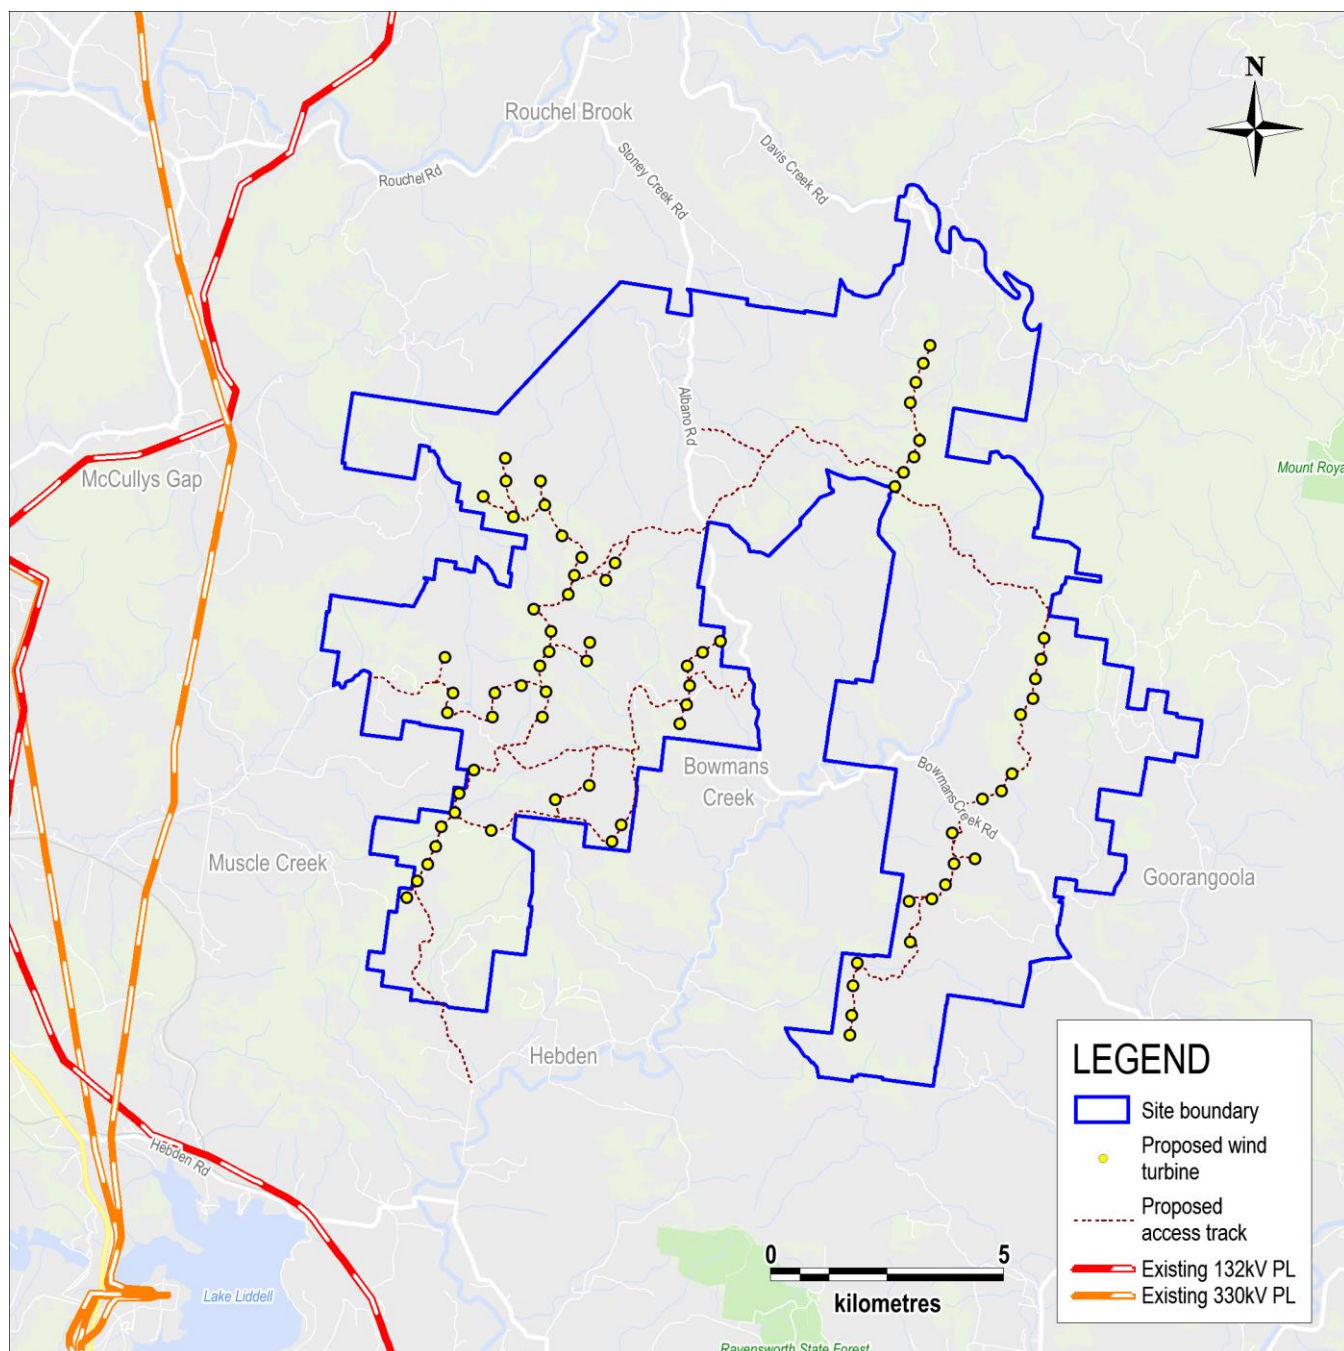 N
Rouchel Brook
Davis Creek Rd
Stoney Creek Rd
Rouchel Rd
Albano Rd
McCullys Gap
Mount Roya
Bowmans
Creek
Bowmans Creek Rd
Muscle Creek
Goorangoola
Hebden
Hebden Rd
Lake Liddell
0 5
kilometres
Ravensworth State Forest
LEGEND
Site boundary
Proposed wind
turbine
Proposed
access track
Existing 132kV PL
Existing 330kV PL